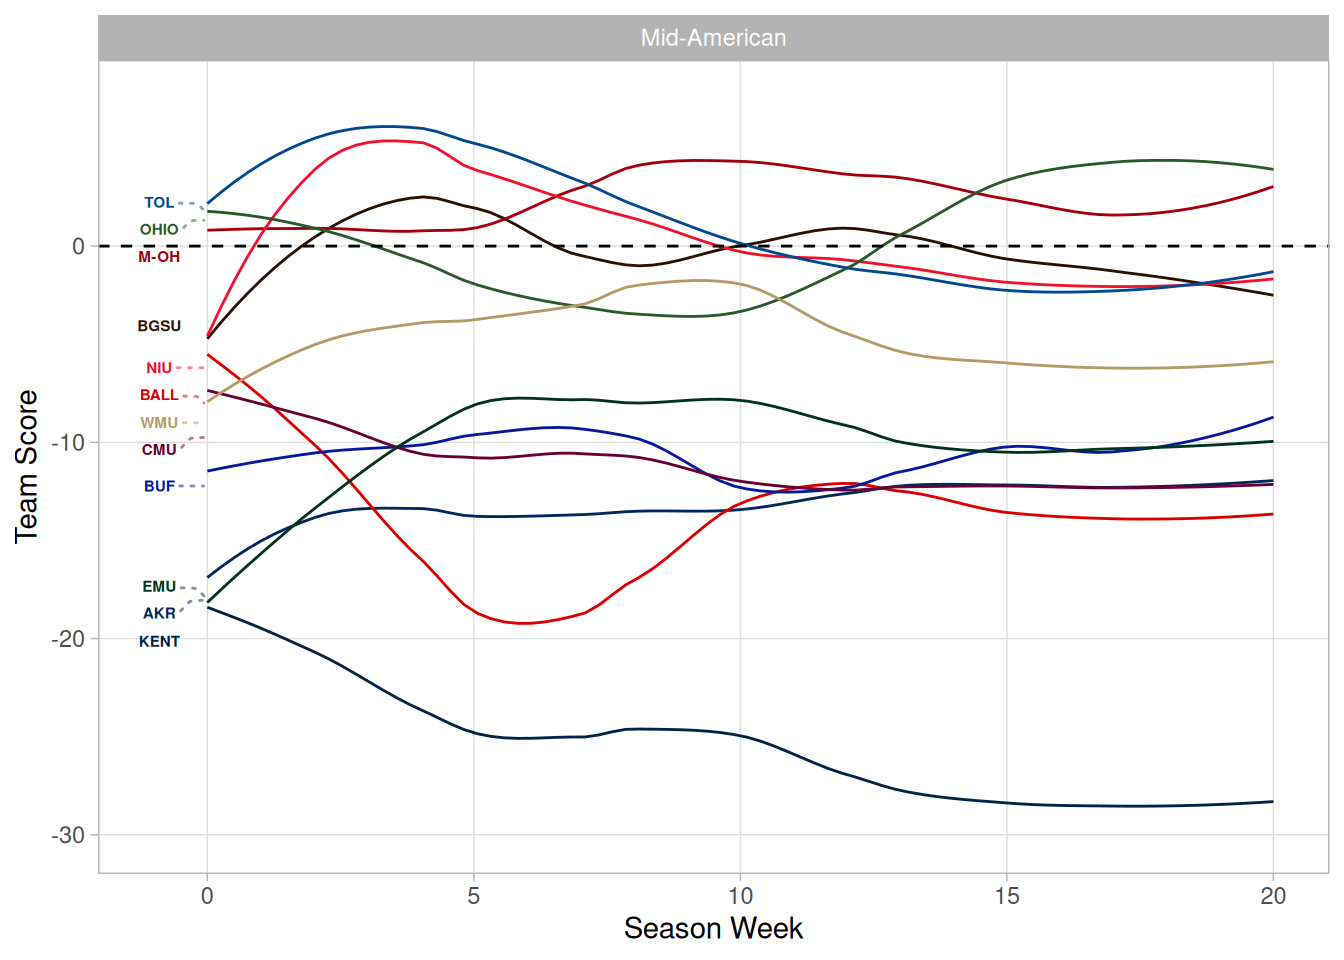 Mid-American
TOL
OHIO
0
M-OH
BGSU
NIU
BALL
WMU
CMU
-10
BUF
EMU
AKR
KENT
-20
-30
Team Score
0 5 10 15 20
Season Week